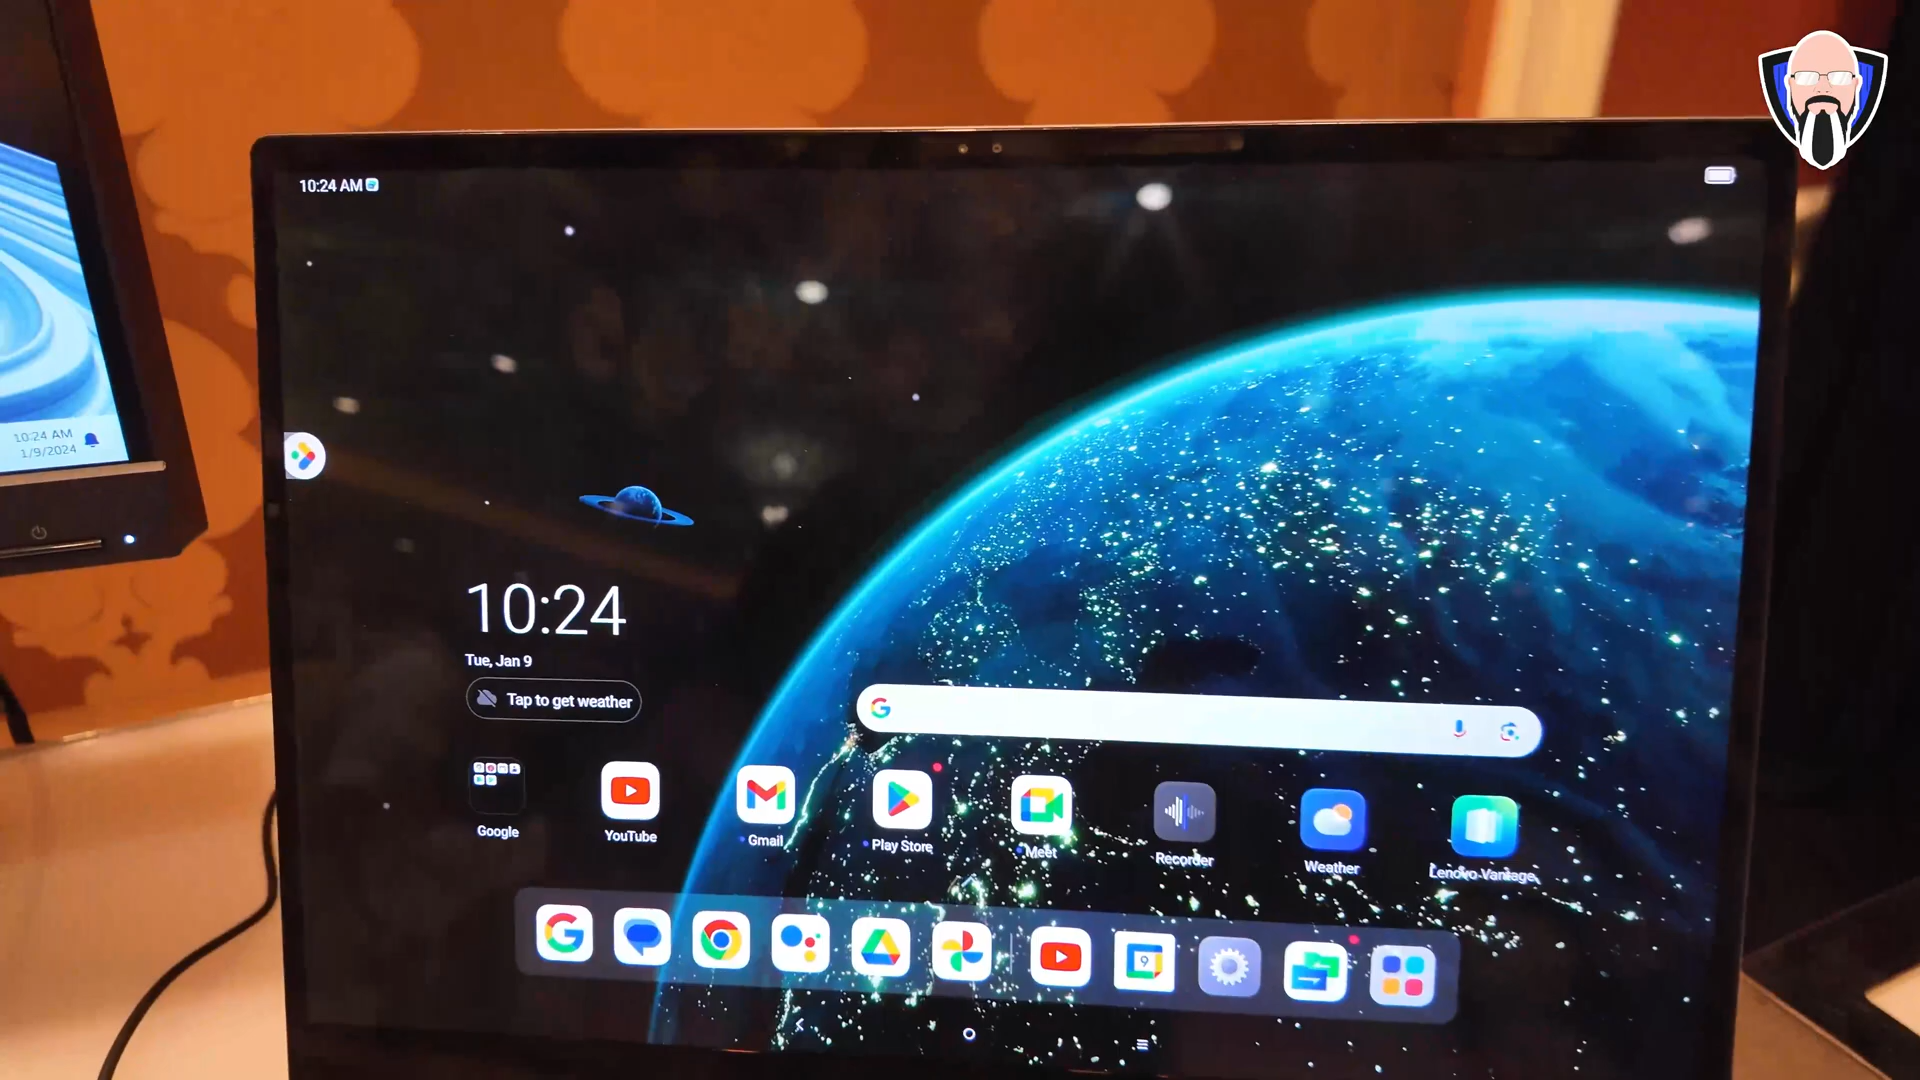 10:24 AM
10:24 AM
1/9/2024
10:24
Tue, Jan 9
Tap to get weather
Google
YouTube
Gmail
Play Store
Meet
Recorder
Weather
Lenovo Vantage
9